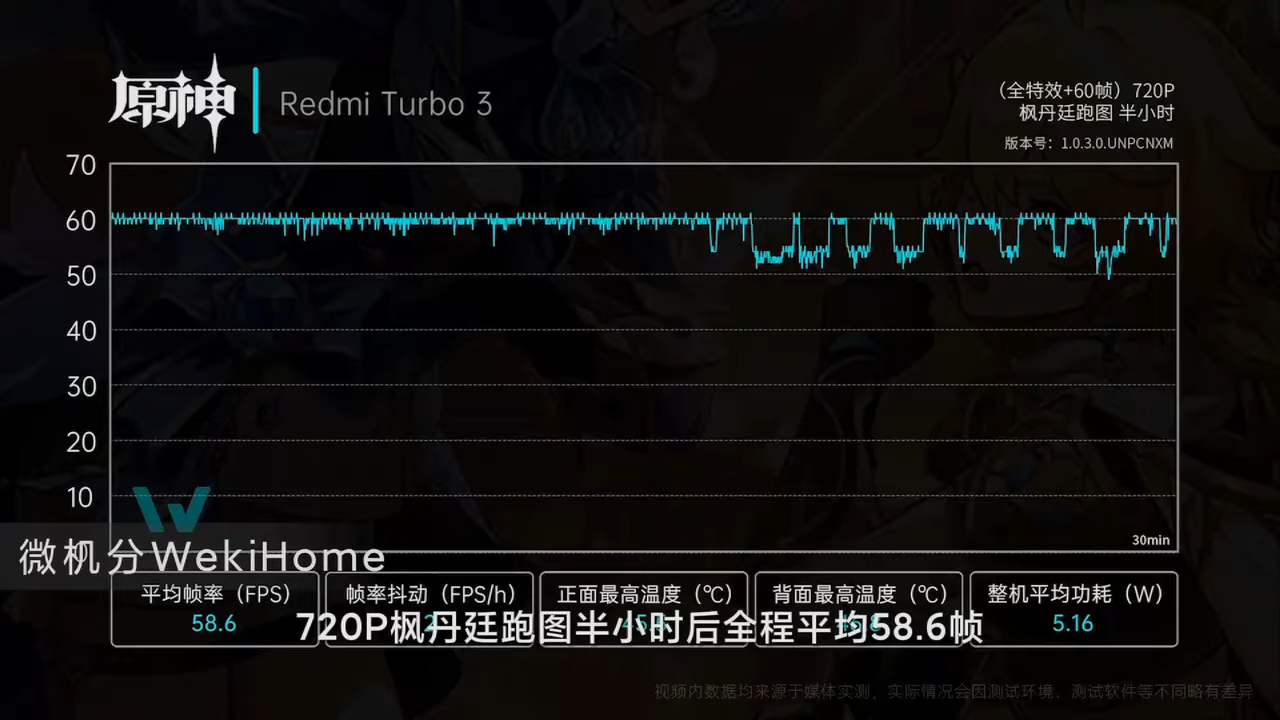 原神
Redmi Turbo 3
（全特效+60帧）720P
枫丹廷跑图 半小时
版本号：1.0.3.0.UNPCNXM
70
60
50
40
30
20
10
30min
微机分WekiHome
平均帧率（FPS）
58.6
帧率抖动（FPS/h）
正面最高温度（℃）
背面最高温度（℃）
整机平均功耗（W）
5.16
720P枫丹廷跑图半小时后全程平均58.6帧
视频内数据均来源于媒体实测，实际情况会因测试环境、测试软件等不同略有差异